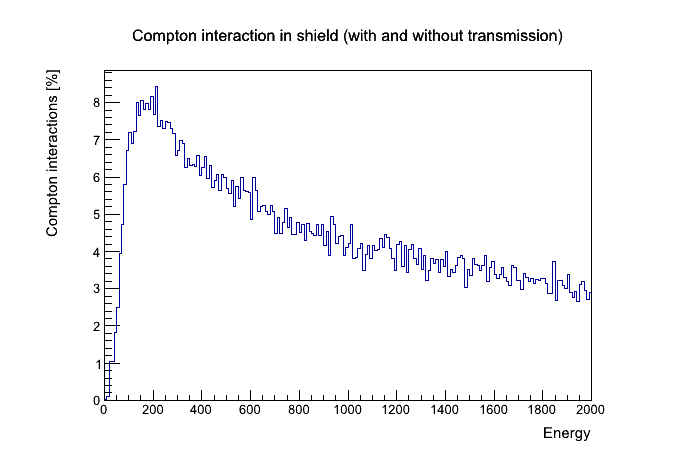 Compton interaction in shield (with and without transmission)
Compton interactions [%]
8
7
6
5
4
3
2
1
0
0 200 400 600 800 1000 1200 1400 1600 1800 2000
Energy